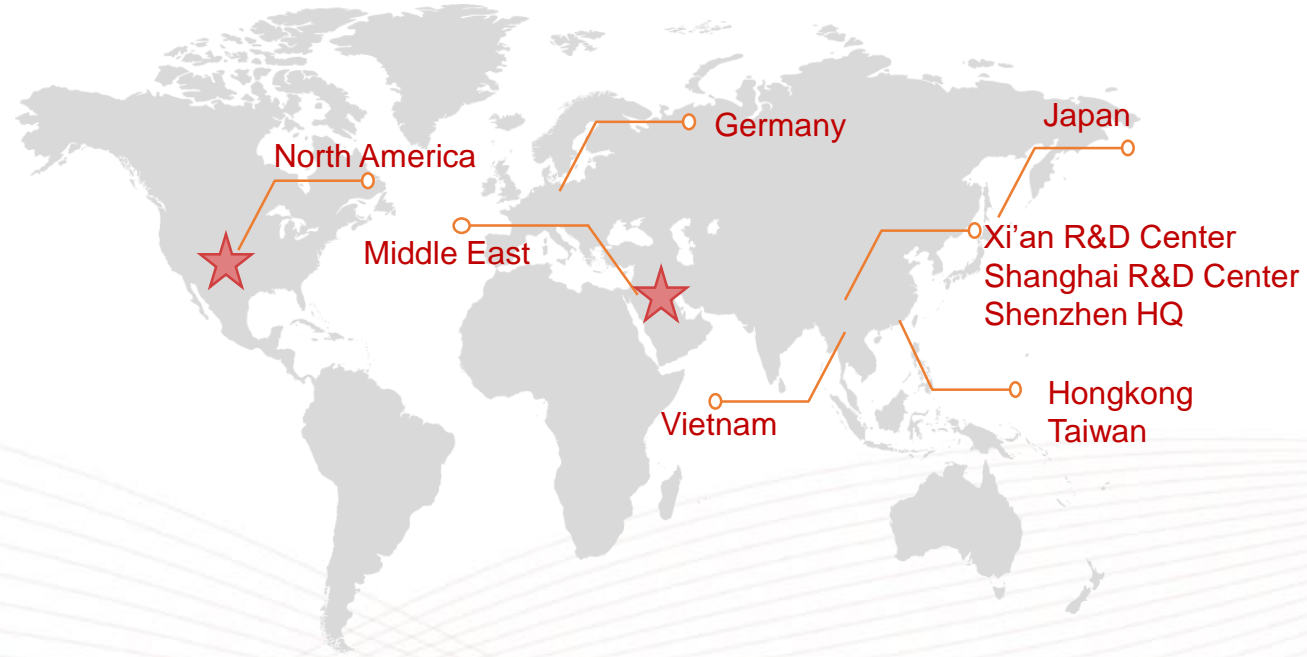 Japan
Germany
North America
Xi’an R&D Center
Middle East
Shanghai R&D Center
Shenzhen HQ
Hongkong
Vietnam
Taiwan